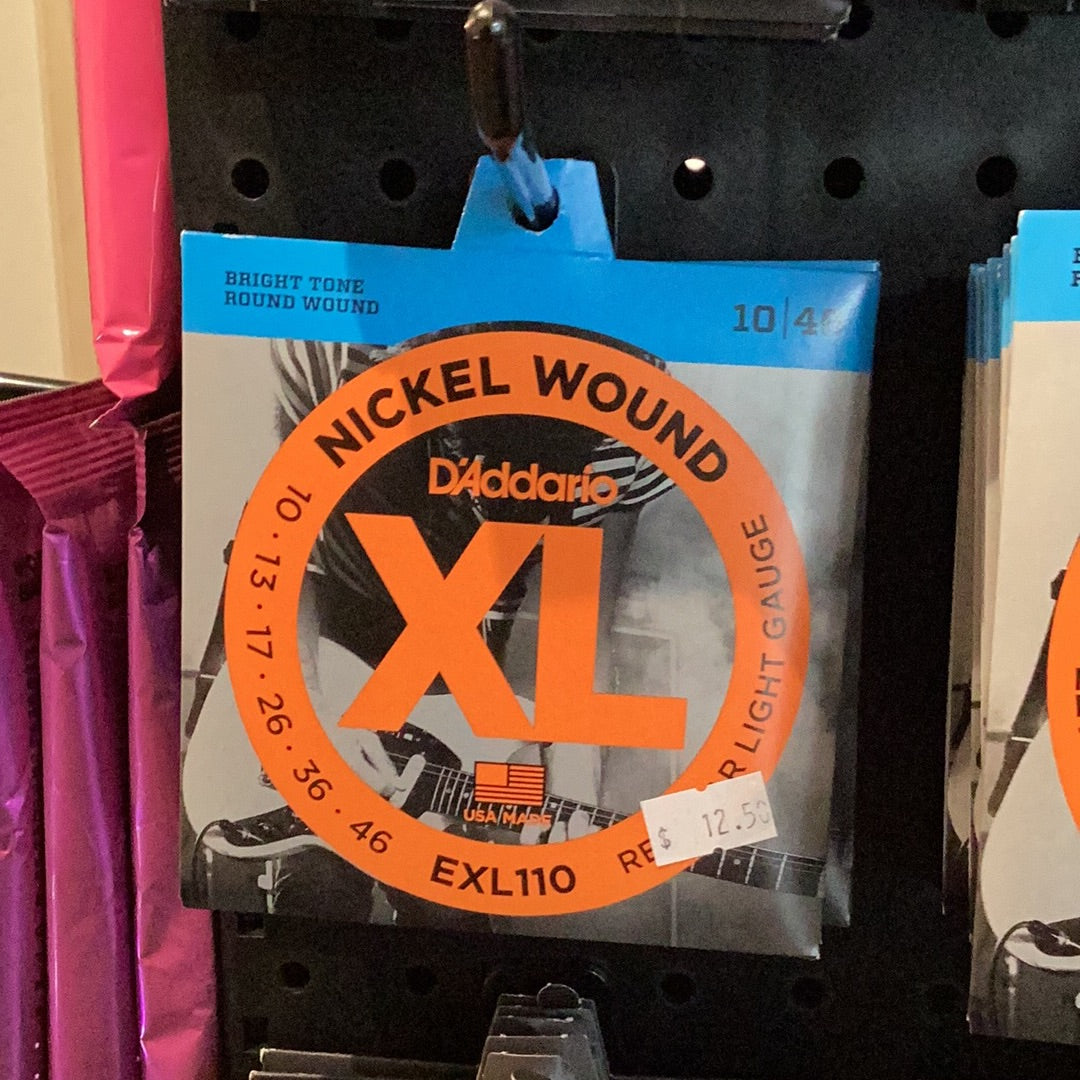 BRIGHT TONE
ROUND WOUND
10|46
NICKEL WOUND
D'Addario
XL
10 · 13 · 17 · 26 · 36 · 46
EXL110
LIGHT GAUGE
USA MADE
$ 12.50